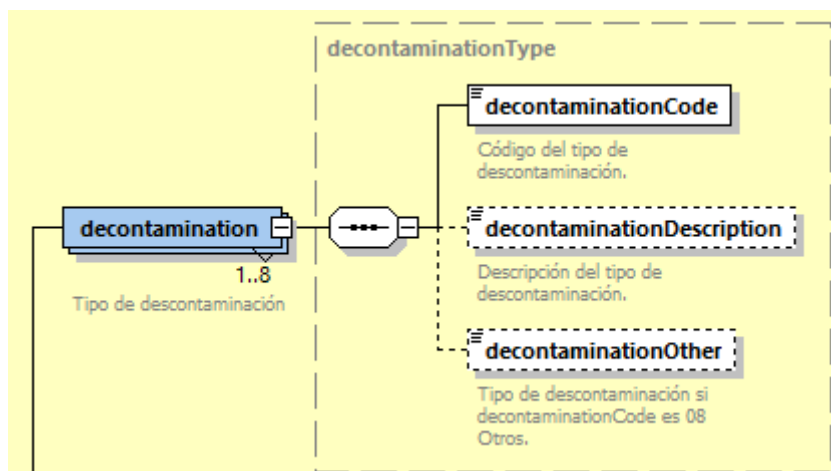 decontaminationType
decontaminationCode
Código del tipo de
descontaminación.
decontamination
1..8
Tipo de descontaminación
decontaminationDescription
Descripción del tipo de
descontaminación.
decontaminationOther
Tipo de descontaminación si
decontaminationCode es 08
Otros.